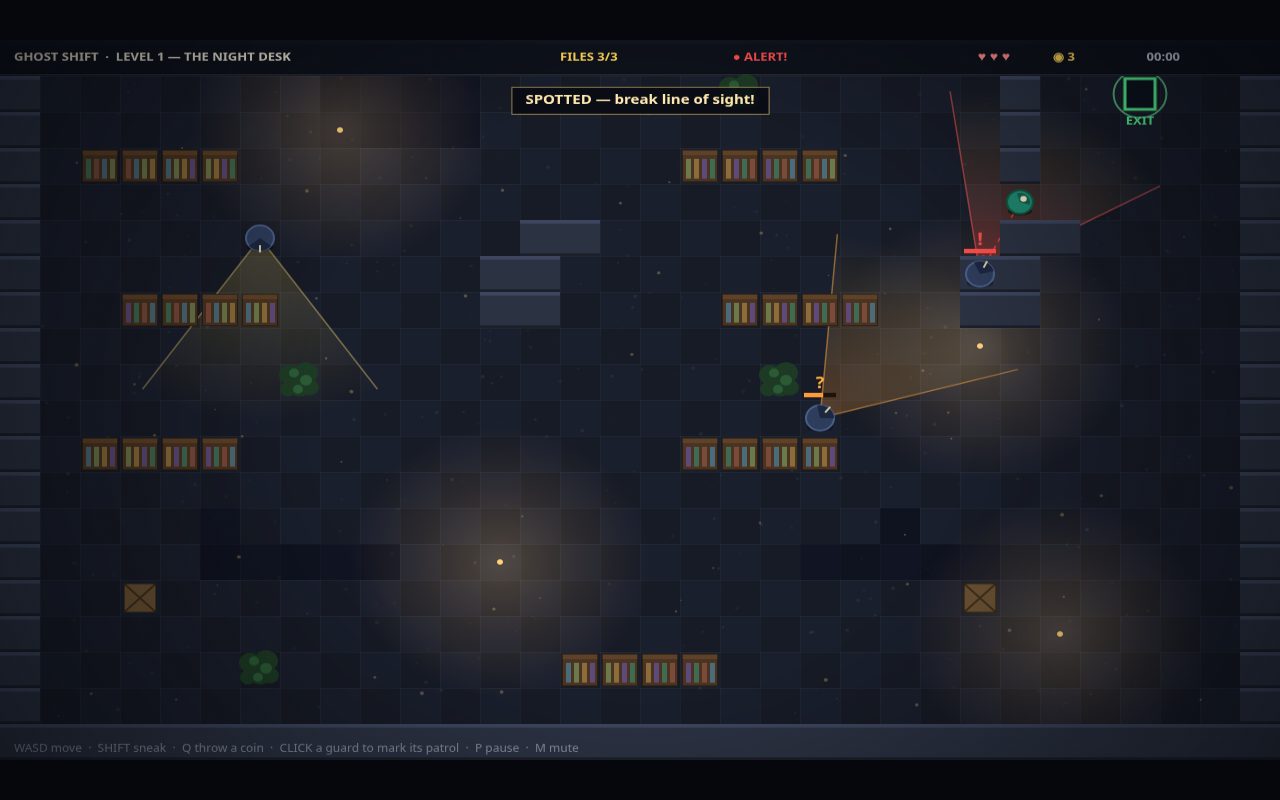 GHOST SHIFT · LEVEL 1 — THE NIGHT DESK
FILES 3/3
● ALERT!
♥ ♥ ♥
◉ 3
00:00
SPOTTED — break line of sight!
EXIT
!
?
WASD move · SHIFT sneak · Q throw a coin · CLICK a guard to mark its patrol · P pause · M mute